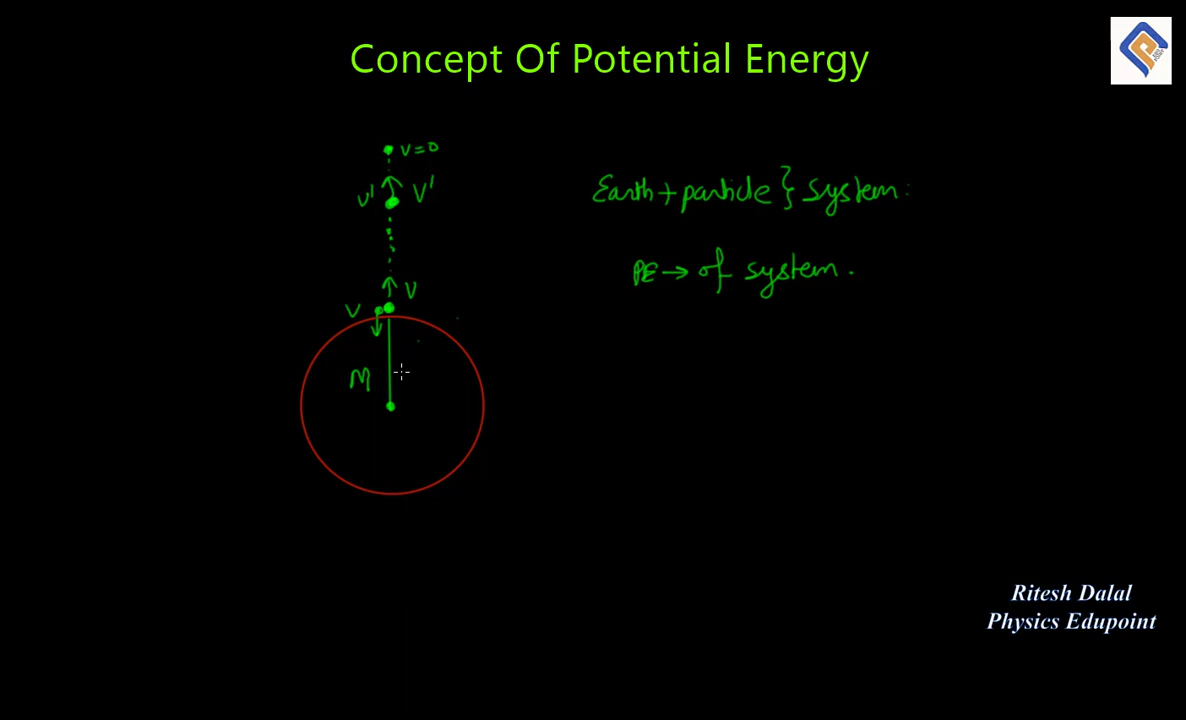 Concept Of Potential Energy
v=0
v' V'
Earth + particle } System:
PE → of system.
V
V
M
Ritesh Dalal
Physics Edupoint